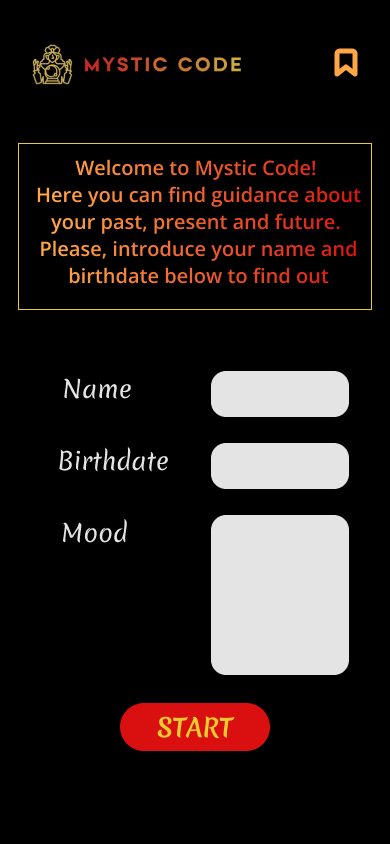 MYSTIC CODE
Welcome to Mystic Code!
Here you can find guidance about
your past, present and future.
Please, introduce your name and
birthdate below to find out
Name
Birthdate
Mood
START